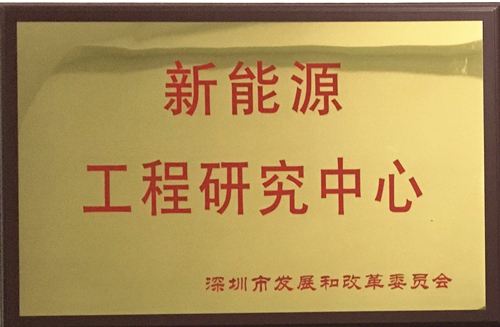 新能源
工程研究中心
深圳市发展和改革委员会